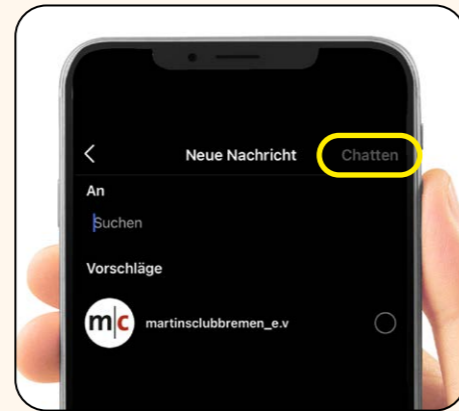 Neue Nachricht Chatten
An
Suchen
Vorschläge
m|c martinsclubbremen_e.v